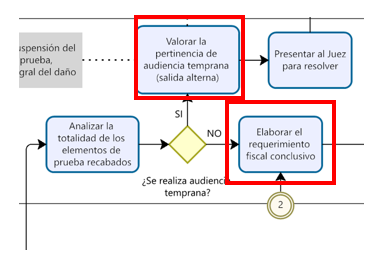 uspensión del
prueba,
gral del daño
Valorar la
pertinencia de
audiencia temprana
(salida alterna)
Presentar al Juez
para resolver
SI
Analizar la
totalidad de los
elementos de
prueba recabados
NO
Elaborar el
requerimiento
fiscal conclusivo
¿Se realiza audiencia
temprana?
2